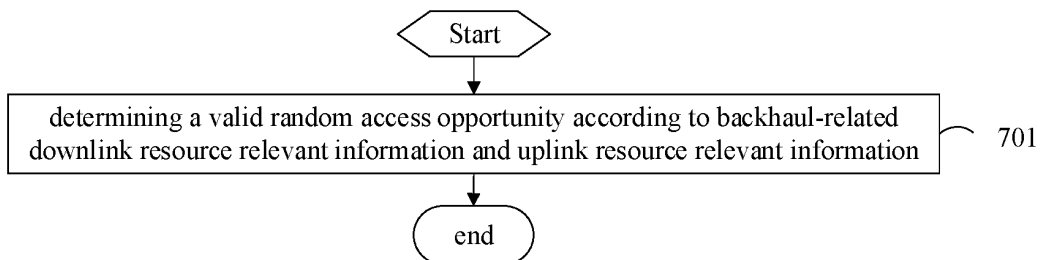 Start
determining a valid random access opportunity according to backhaul-related
downlink resource relevant information and uplink resource relevant information
701
end